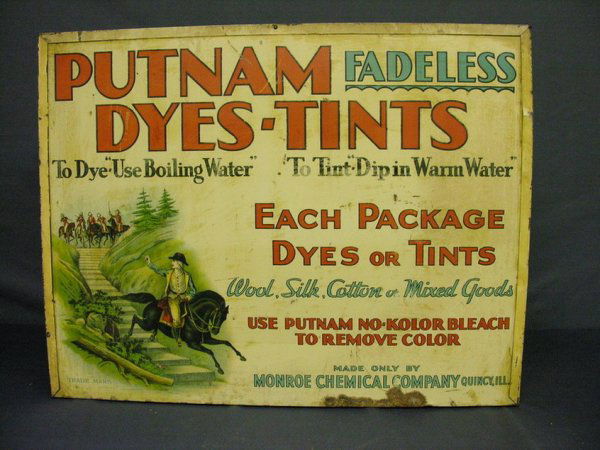 PUTNAM FADELESS
DYES-TINTS
To Dye "Use Boiling Water" "To Tint" Dip in Warm Water"
EACH PACKAGE
DYES OR TINTS
Wool, Silk, Cotton or Mixed Goods
USE PUTNAM NO-KOLOR BLEACH
TO REMOVE COLOR
MADE ONLY BY
MONROE CHEMICAL COMPANY QUINCY, ILL.
TRADE MARK